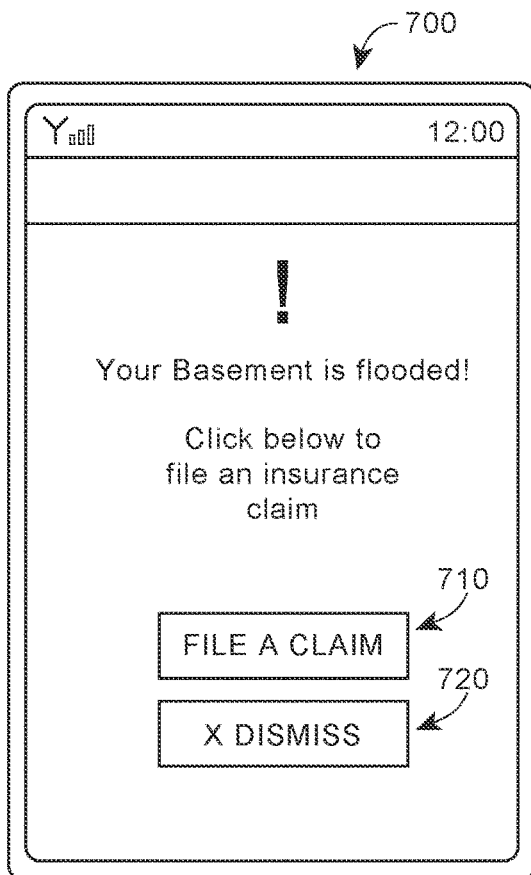 700
12:00
!
Your Basement is flooded!
Click below to
file an insurance
claim
710
FILE A CLAIM
720
X DISMISS